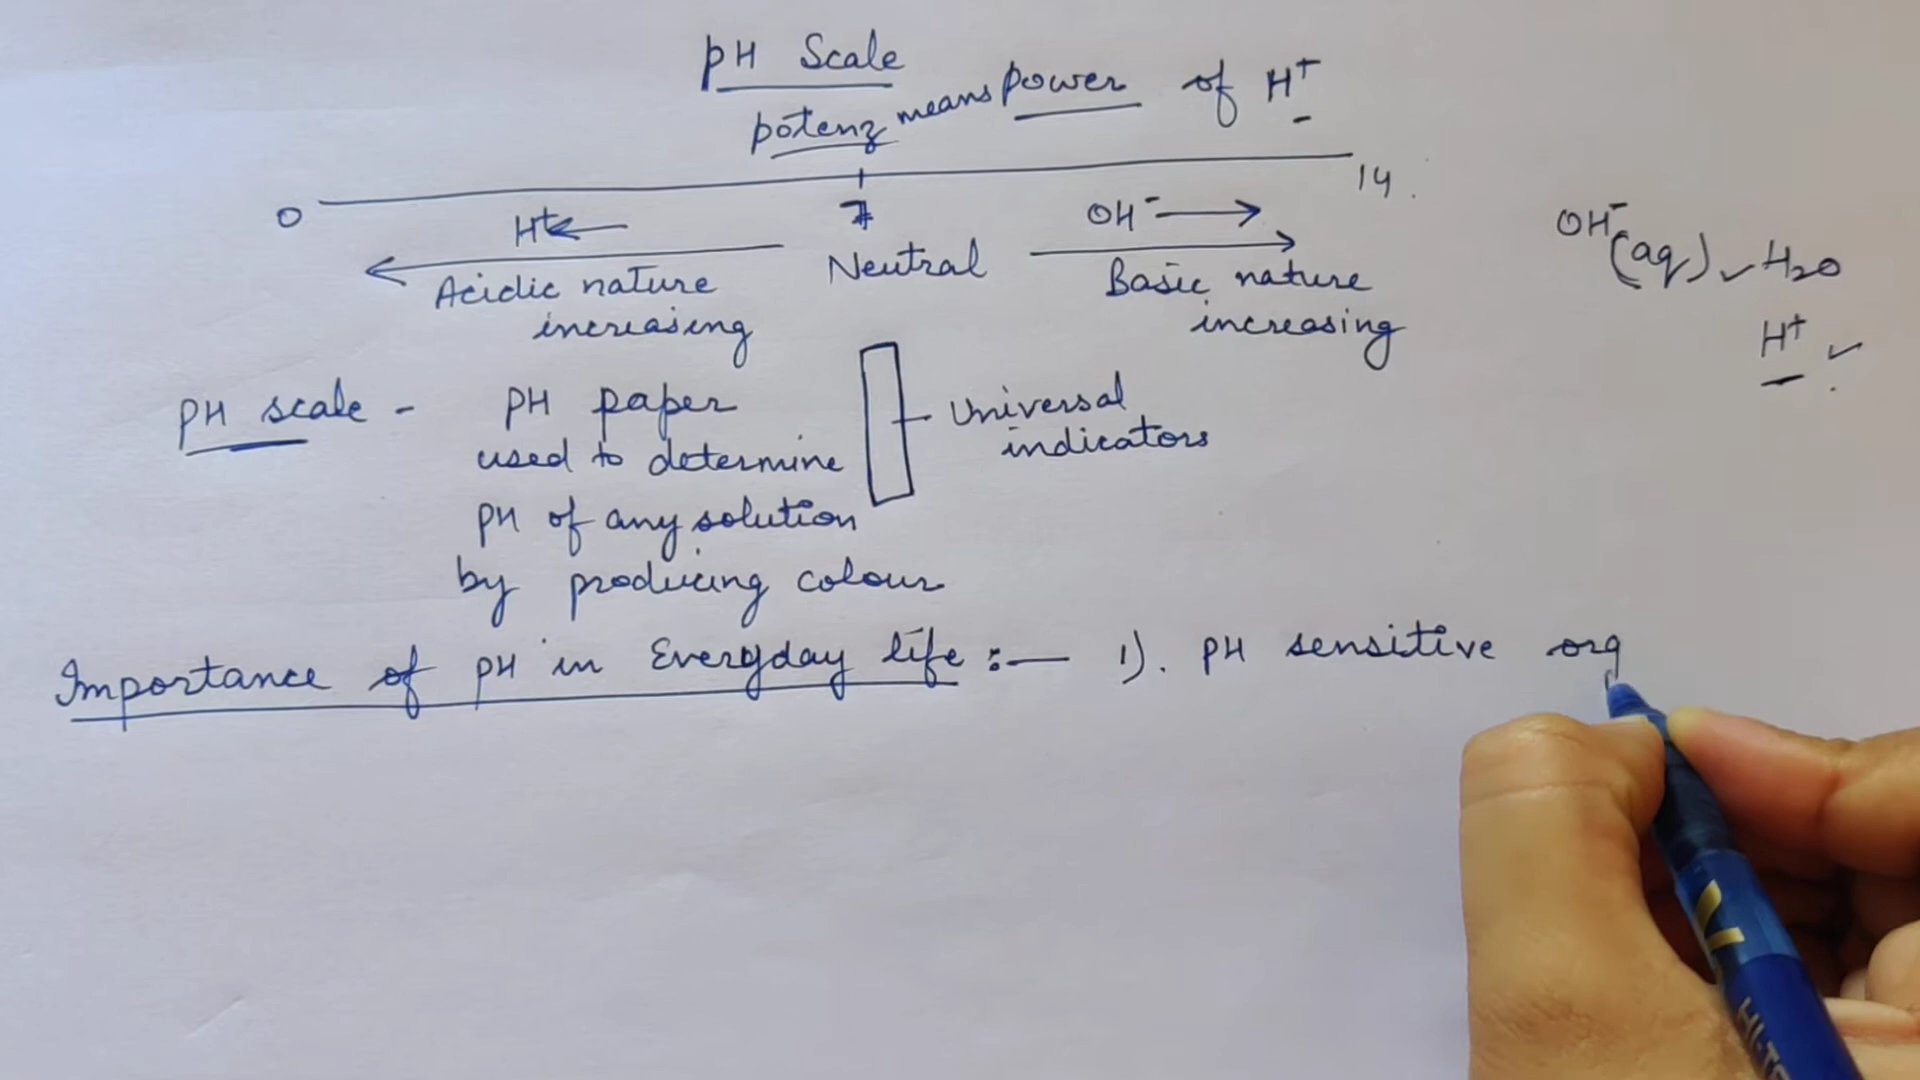 pH Scale
potenz means power of H⁺
0 7 14
H⁺ ← OH⁻ →
Acidic nature increasing
Neutral
Basic nature increasing
OH⁻(aq) H₂O
H⁺
pH scale - pH paper
used to determine
pH of any solution
by producing colour
Universal
indicators
Importance of pH in Everyday life :— 1). pH sensitive org